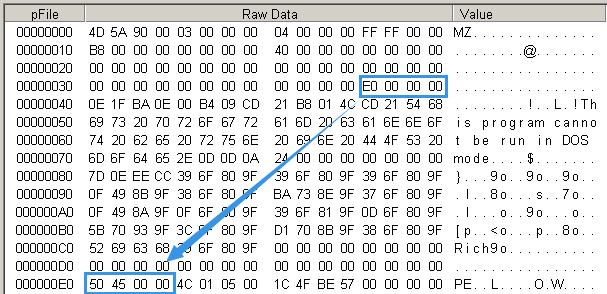 pFile Raw Data Value
00000000 4D 5A 90 00 03 00 00 00 04 00 00 00 FF FF 00 00 MZ..............
00000010 B8 00 00 00 00 00 00 00 40 00 00 00 00 00 00 00 ........@.......
00000020 00 00 00 00 00 00 00 00 00 00 00 00 00 00 00 00 ................
00000030 00 00 00 00 00 00 00 00 00 00 00 00 E0 00 00 00 ................
00000040 0E 1F BA 0E 00 B4 09 CD 21 B8 01 4C CD 21 54 68 ........!..L.!Th
00000050 69 73 20 70 72 6F 67 72 61 6D 20 63 61 6E 6E 6F is program canno
00000060 74 20 62 65 20 72 75 6E 20 69 6E 20 44 4F 53 20 t be run in DOS
00000070 6D 6F 64 65 2E 0D 0D 0A 24 00 00 00 00 00 00 00 mode....$.......
00000080 7D 0E EE CC 39 6F 80 9F 39 6F 80 9F 39 6F 80 9F }...9o..9o..9o..
00000090 0F 49 8B 9F 38 6F 80 9F BA 73 8E 9F 37 6F 80 9F .I..8o...s..7o..
000000A0 0F 49 8A 9F 0F 6F 80 9F 39 6F 81 9F 0D 6F 80 9F .I...o..9o...o..
000000B0 5B 70 93 9F 3C 6F 80 9F D1 70 8B 9F 38 6F 80 9F [p..<o...p..8o..
000000C0 52 69 63 68 39 6F 80 9F 00 00 00 00 00 00 00 00 Rich9o..........
000000D0 00 00 00 00 00 00 00 00 00 00 00 00 00 00 00 00 ................
000000E0 50 45 00 00 4C 01 05 00 1C 4F BE 57 00 00 00 00 PE..L....O.W....